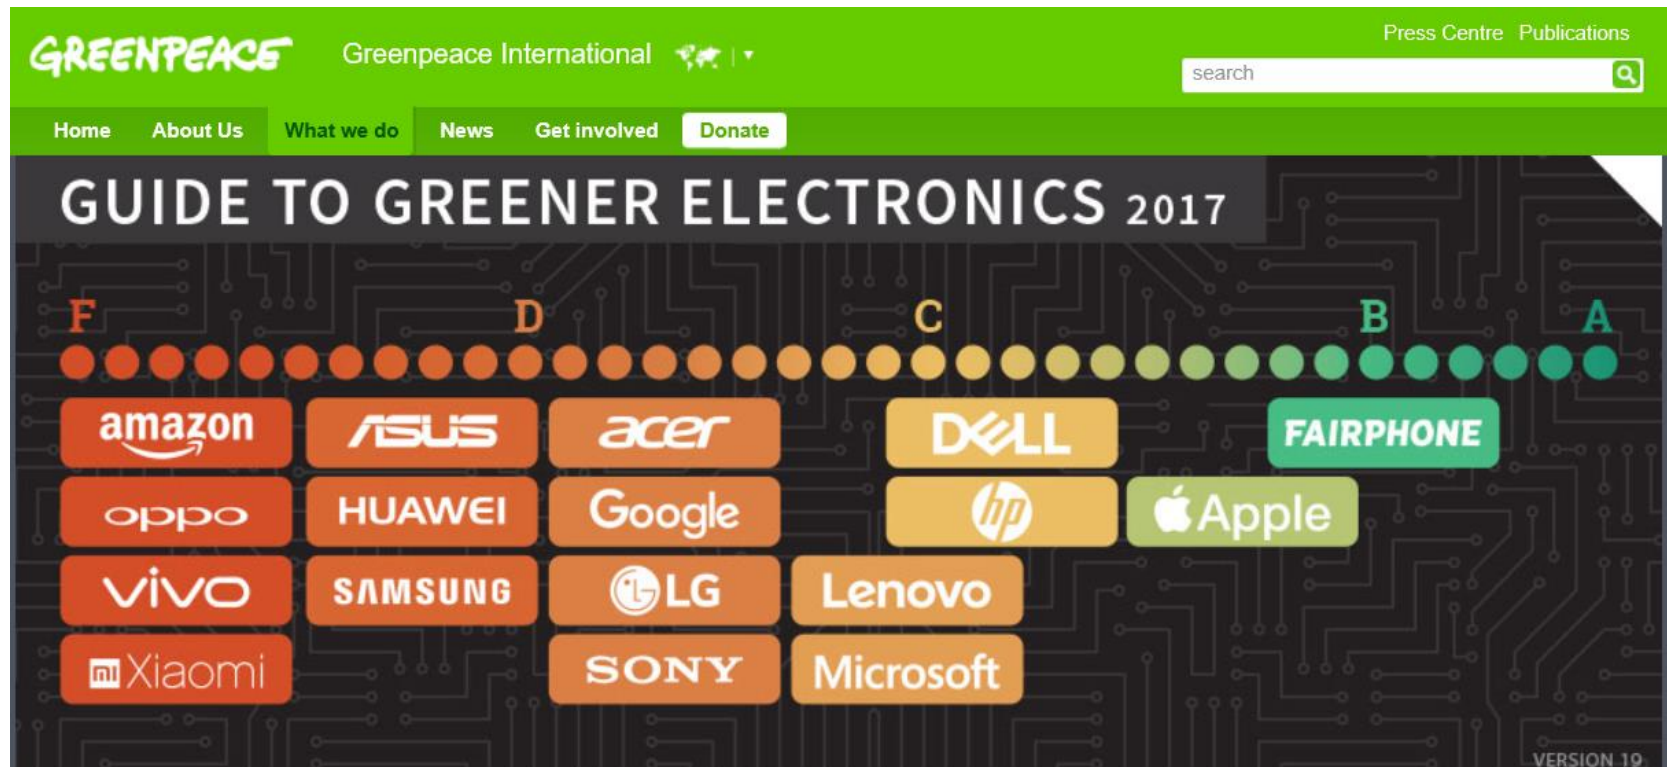 Press Centre Publications
GREENPEACE Greenpeace International
search
Home About Us What we do News Get involved Donate
GUIDE TO GREENER ELECTRONICS 2017
F D C B A
amazon ASUS acer DELL FAIRPHONE
oppo HUAWEI Google hp Apple
vivo SAMSUNG LG Lenovo
mi Xiaomi SONY Microsoft
VERSION 19